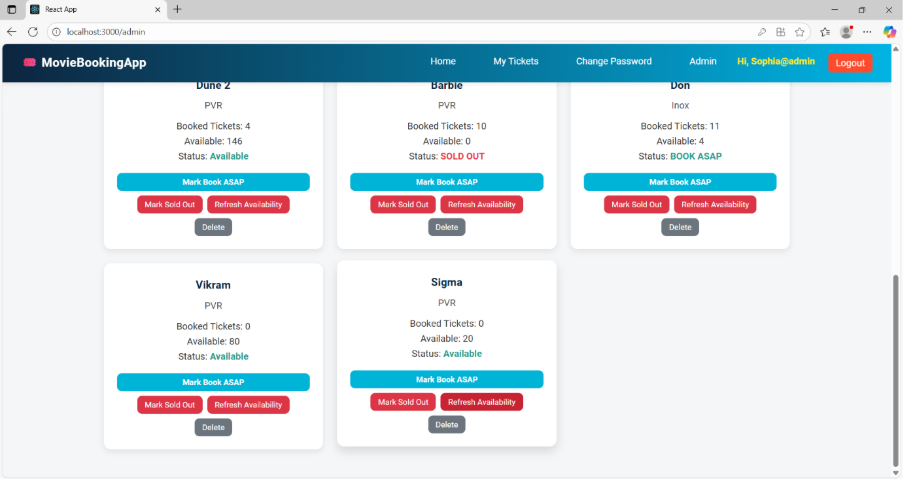 React App
localhost:3000/admin
MovieBookingApp
Home
My Tickets
Change Password
Admin
Hi, Sophia@admin
Logout
Dune 2
PVR
Booked Tickets: 4
Available: 146
Status: Available
Mark Book ASAP
Mark Sold Out
Refresh Availability
Delete
Barbie
PVR
Booked Tickets: 10
Available: 0
Status: SOLD OUT
Mark Book ASAP
Mark Sold Out
Refresh Availability
Delete
Don
Inox
Booked Tickets: 11
Available: 4
Status: BOOK ASAP
Mark Book ASAP
Mark Sold Out
Refresh Availability
Delete
Vikram
PVR
Booked Tickets: 0
Available: 80
Status: Available
Mark Book ASAP
Mark Sold Out
Refresh Availability
Delete
Sigma
PVR
Booked Tickets: 0
Available: 20
Status: Available
Mark Book ASAP
Mark Sold Out
Refresh Availability
Delete